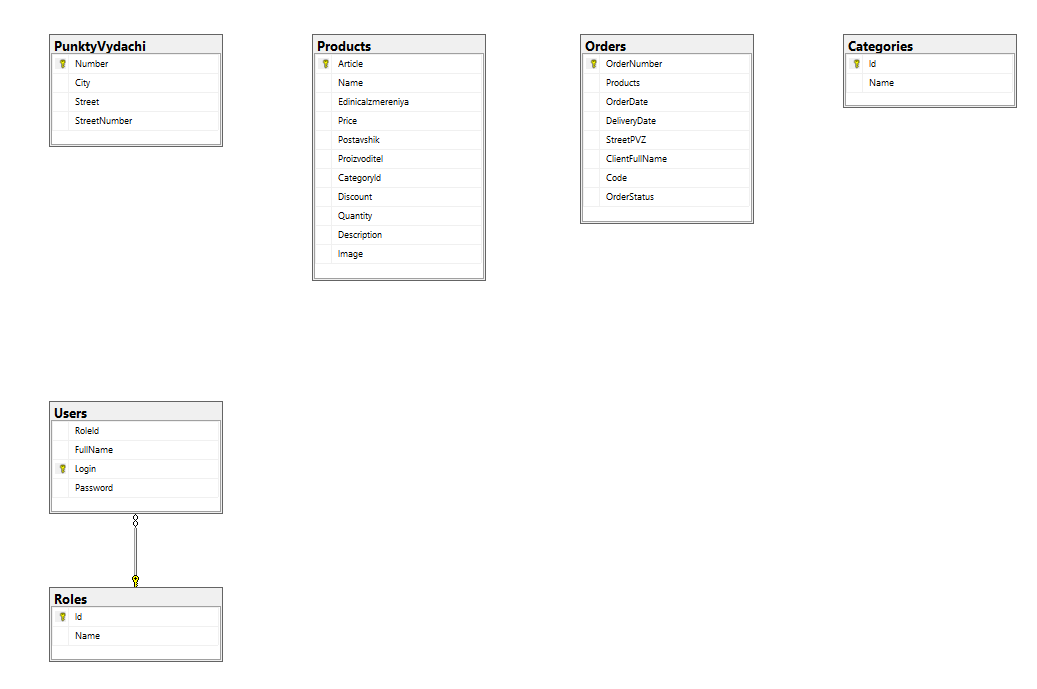 PunktyVydachi
Number
City
Street
StreetNumber
Products
Article
Name
EdinicaIzmereniya
Price
Postavshik
Proizvoditel
CategoryId
Discount
Quantity
Description
Image
Orders
OrderNumber
Products
OrderDate
DeliveryDate
StreetPVZ
ClientFullName
Code
OrderStatus
Categories
Id
Name
Users
RoleId
FullName
Login
Password
Roles
Id
Name